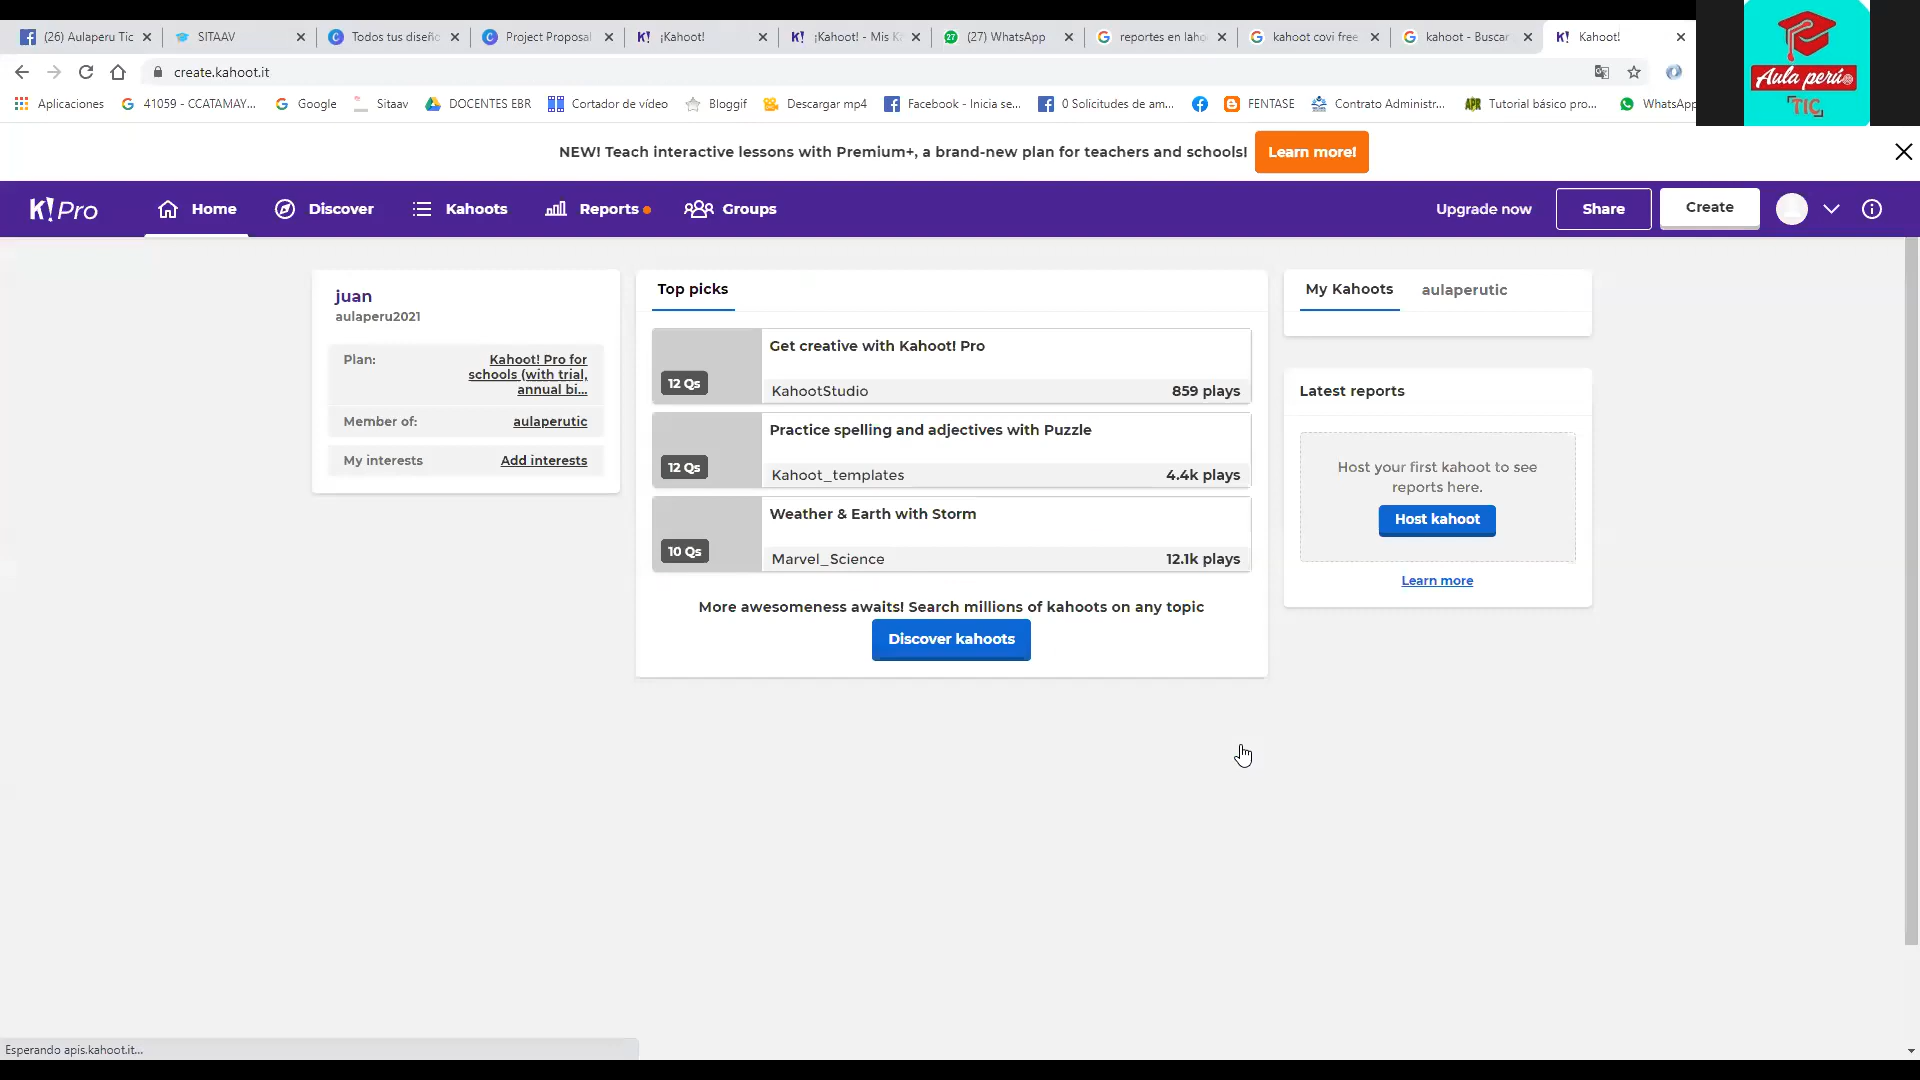 (26) Aulaperu Tic
SITAAV
Todos tus diseñc
Project Proposal
K! ¡Kahoot!
K! ¡Kahoot! - Mis K
27 (27) WhatsApp
reportes en laho
kahoot covi free
kahoot - Buscar
K! Kahoot!
create.kahoot.it
Aplicaciones
41059 - CCATAMAY...
Google
Sitaav
DOCENTES EBR
Cortador de vídeo
Bloggif
Descargar mp4
Facebook - Inicia se...
0 Solicitudes de am...
FENTASE
Contrato Administr...
Tutorial básico pro...
WhatsApp
Aula perú
TIC
NEW! Teach interactive lessons with Premium+, a brand-new plan for teachers and schools!
Learn more!
K! Pro
Home
Discover
Kahoots
Reports
Groups
Upgrade now
Share
Create
juan
aulaperu2021
Plan: Kahoot! Pro for
schools (with trial,
annual bi...
Member of: aulaperutic
My interests Add interests
Top picks
Get creative with Kahoot! Pro
12 Qs
KahootStudio 859 plays
Practice spelling and adjectives with Puzzle
12 Qs
Kahoot_templates 4.4k plays
Weather & Earth with Storm
10 Qs
Marvel_Science 12.1k plays
More awesomeness awaits! Search millions of kahoots on any topic
Discover kahoots
My Kahoots aulaperutic
Latest reports
Host your first kahoot to see
reports here.
Host kahoot
Learn more
Esperando apis.kahoot.it...